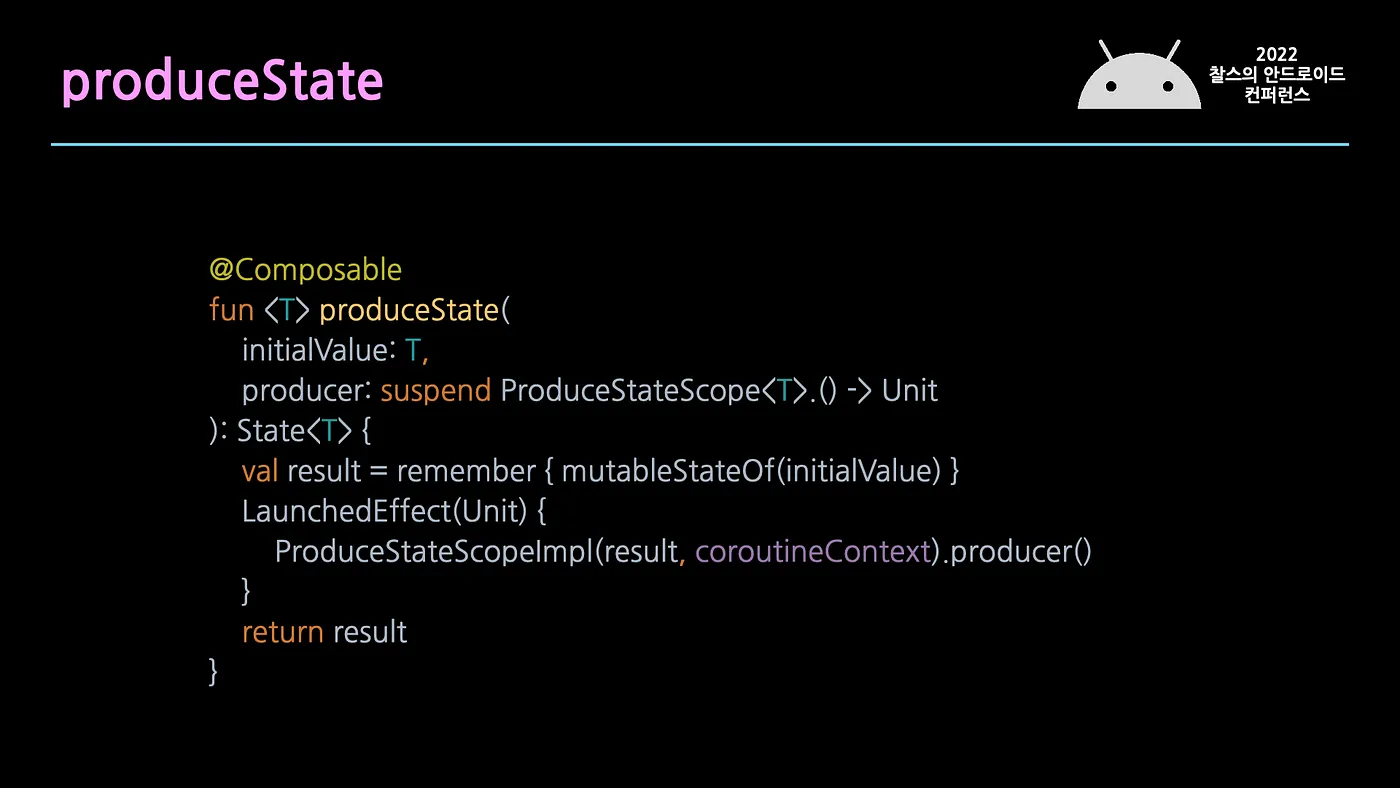 produceState
2022
찰스의 안드로이드
컨퍼런스
@Composable
fun <T> produceState(
    initialValue: T,
    producer: suspend ProduceStateScope<T>.() -> Unit
): State<T> {
    val result = remember { mutableStateOf(initialValue) }
    LaunchedEffect(Unit) {
        ProduceStateScopeImpl(result, coroutineContext).producer()
    }
    return result
}